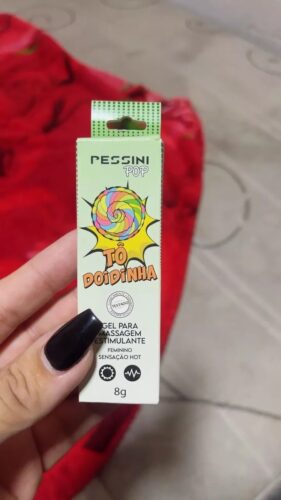 PESSINI
POP
TÔ
DOIDINHA
GEL PARA
MASSAGEM
ESTIMULANTE
FEMININO
SENSAÇÃO HOT
8g